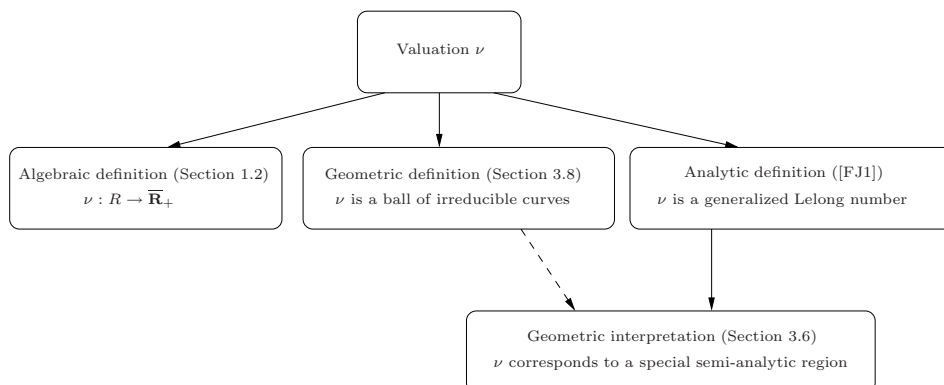 Valuation ν
Algebraic definition (Section 1.2)
ν : R → R̅₊
Geometric definition (Section 3.8)
ν is a ball of irreducible curves
Analytic definition ([FJ1])
ν is a generalized Lelong number
Geometric interpretation (Section 3.6)
ν corresponds to a special semi-analytic region